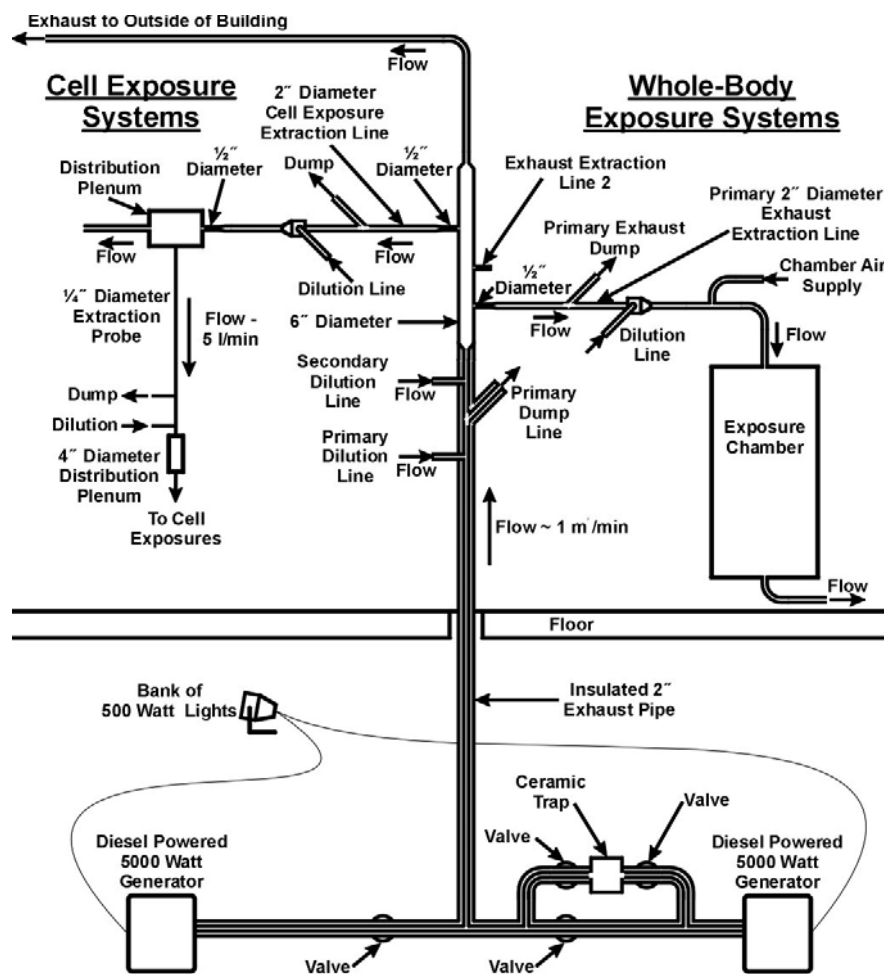 Exhaust to Outside of Building
Flow
Cell Exposure
Systems
2″ Diameter
Cell Exposure
Extraction Line
Whole-Body
Exposure Systems
½″
Diameter
Distribution
Plenum
Dump
½″
Diameter
Exhaust Extraction
Line 2
Primary 2″ Diameter
Exhaust
Extraction Line
Primary Exhaust
Dump
Chamber Air
Supply
Flow
Flow
Dilution Line
½″
Diameter
Flow
Dilution
Line
Flow
¼″ Diameter
Extraction
Probe
Flow -
5 l/min
6″ Diameter
Secondary
Dilution
Line
Flow
Primary
Dump
Line
Exposure
Chamber
Dump
Dilution
4″ Diameter
Distribution
Plenum
Primary
Dilution
Line
Flow
To Cell
Exposures
Flow ~ 1 m³/min
Flow
Floor
Bank of
500 Watt Lights
Insulated 2″
Exhaust Pipe
Ceramic
Trap
Valve
Valve
Diesel Powered
5000 Watt
Generator
Diesel Powered
5000 Watt
Generator
Valve
Valve